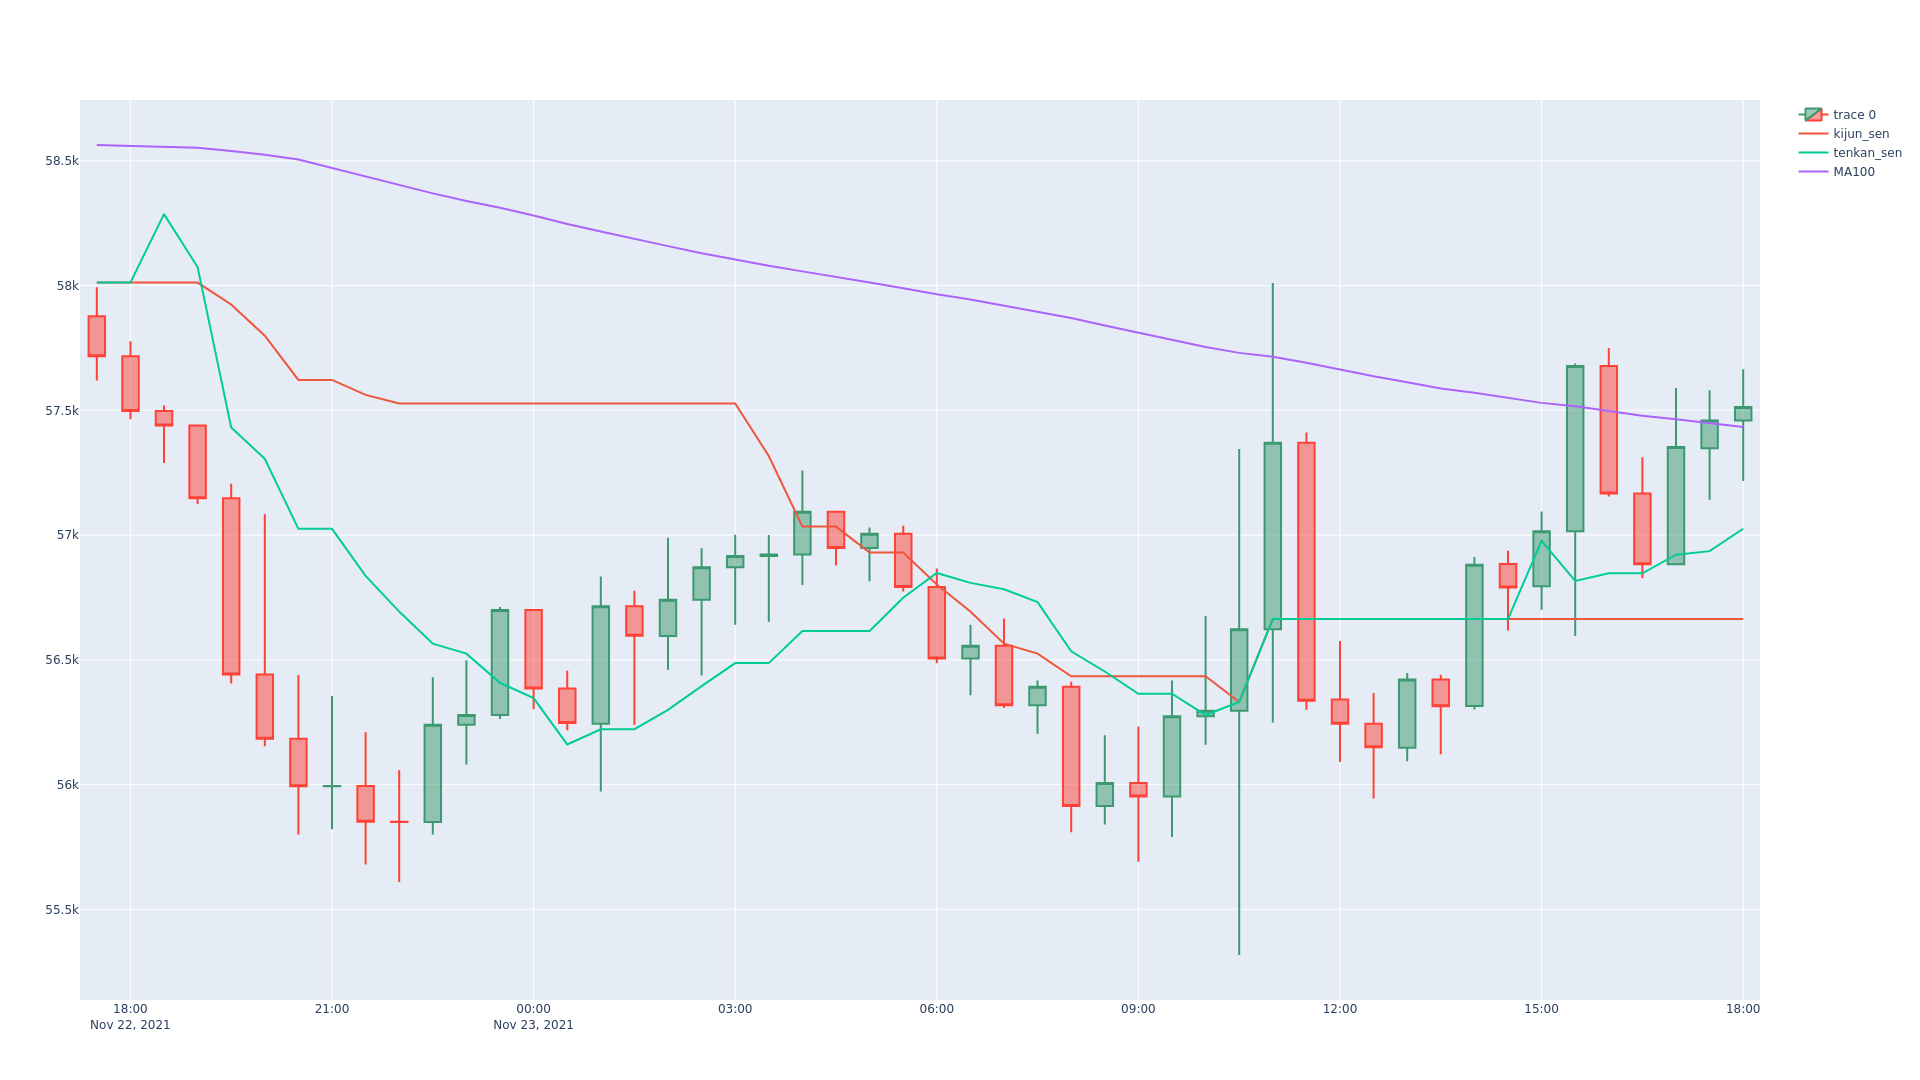 trace 0
kijun_sen
tenkan_sen
MA100
58.5k
58k
57.5k
57k
56.5k
56k
55.5k
18:00 21:00 00:00 03:00 06:00 09:00 12:00 15:00 18:00
Nov 22, 2021 Nov 23, 2021